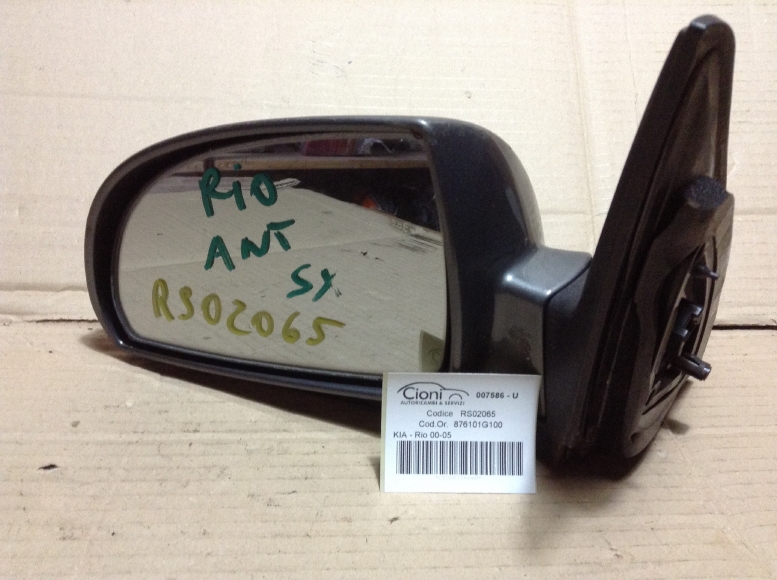 RiO
ANT
SX
RS02065
Cioni
AUTORICAMBI & SERVIZI
007586 - U
Codice RS02065
Cod.Or. 876101G100
KIA - Rio 00-05